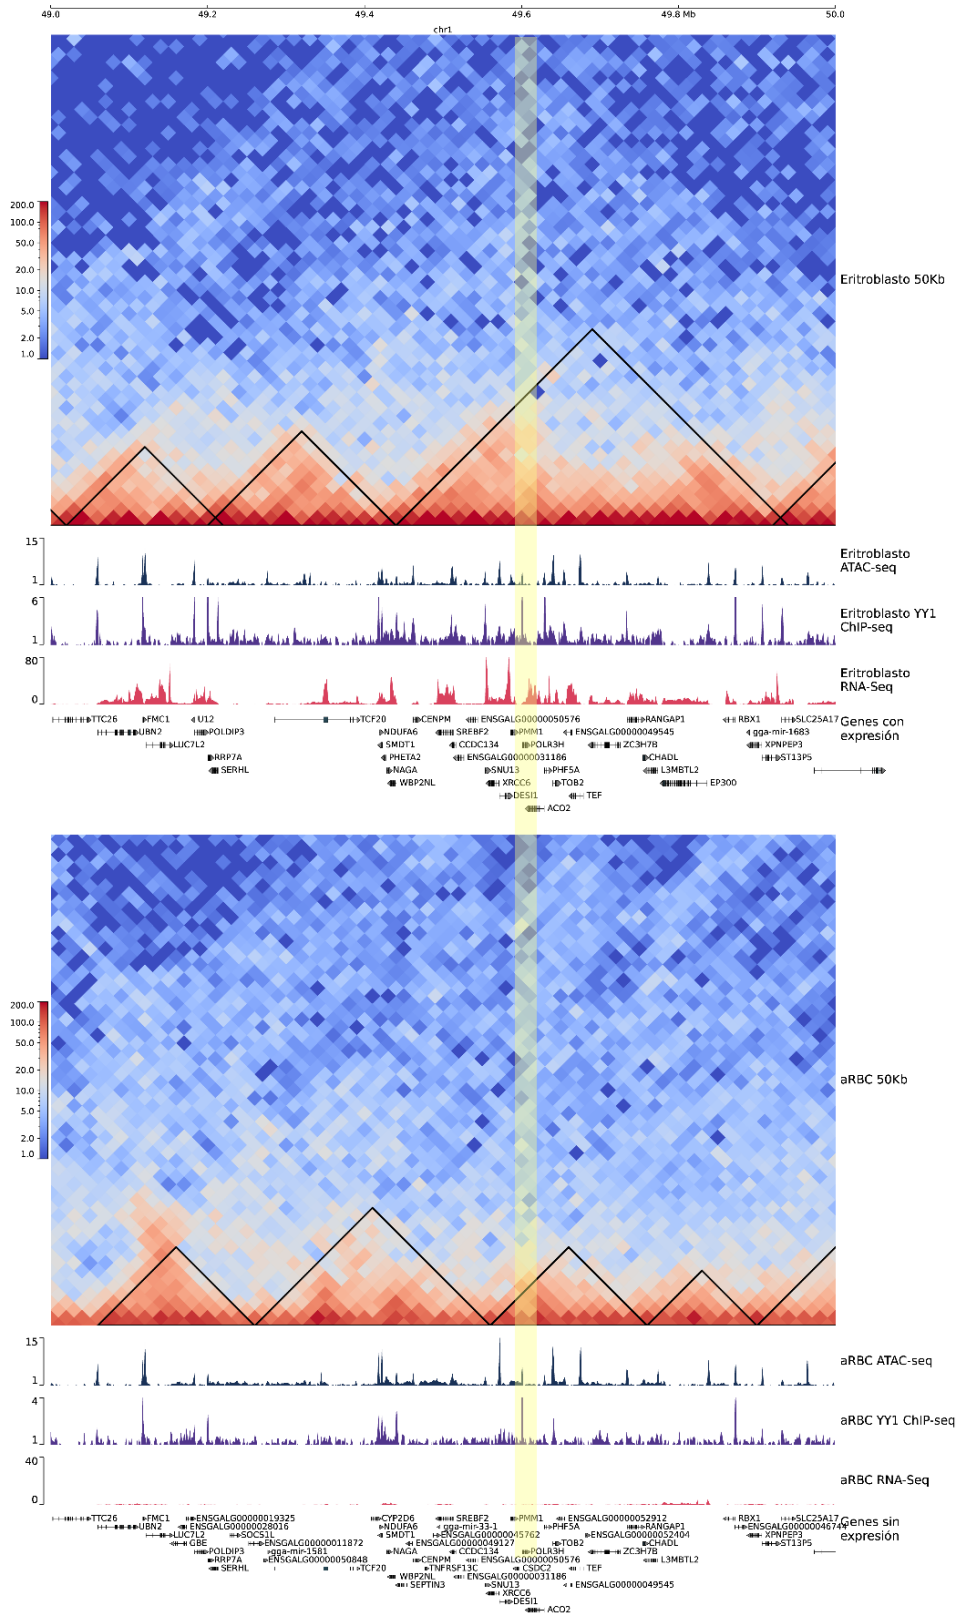 49.0 49.2 49.4 49.6 49.8 Mb 50.0
chr1
200.0
100.0
50.0
20.0
10.0
5.0
2.0
1.0
Eritroblasto 50Kb
15
1
Eritroblasto
ATAC-seq
6
1
Eritroblasto YY1
ChIP-seq
80
0
Eritroblasto
RNA-Seq
Genes con
expresión
TTC26 FMC1 U12 TCF20 CENPM ENSGALG00000050576 RANGAP1 RBX1 SLC25A17
UBN2 POLDIP3 NDUFA6 SREBF2 PMM1 ENSGALG00000049545 gga-mir-1683
LUC7L2 SMDT1 CCDC134 POLR3H ZC3H7B XPNPEP3
RRP7A PHETA2 ENSGALG00000031186 CHADL ST13P5
SERHL NAGA SNU13 PHF5A L3MBTL2
WBP2NL XRCC6 TOB2 EP300
DESI1 TEF
ACO2
200.0
100.0
50.0
20.0
10.0
5.0
2.0
1.0
aRBC 50Kb
15
1
aRBC ATAC-seq
4
1
aRBC YY1 ChIP-seq
40
0
aRBC RNA-Seq
Genes sin
expresión
TTC26 FMC1 ENSGALG00000019325 CYP2D6 SREBF2 PMM1 ENSGALG00000052912 RBX1 SLC25A17
UBN2 ENSGALG00000028016 NDUFA6 gga-mir-33-1 PHF5A RANGAP1 ENSGALG00000046744
LUC7L2 SOCS1L SMDT1 ENSGALG00000045762 ENSGALG00000052404 XPNPEP3
GBE ENSGALG00000011872 ENSGALG00000049127 TOB2 CHADL ST13P5
POLDIP3 gga-mir-1581 NAGA CCDC134 POLR3H ZC3H7B
RRP7A ENSGALG00000050848 CENPM ENSGALG00000050576 L3MBTL2
SERHL TCF20 TNFRSF13C CSDC2 TEF
WBP2NL ENSGALG00000031186
SEPTIN3 SNU13 ENSGALG00000049545
XRCC6
DESI1
ACO2